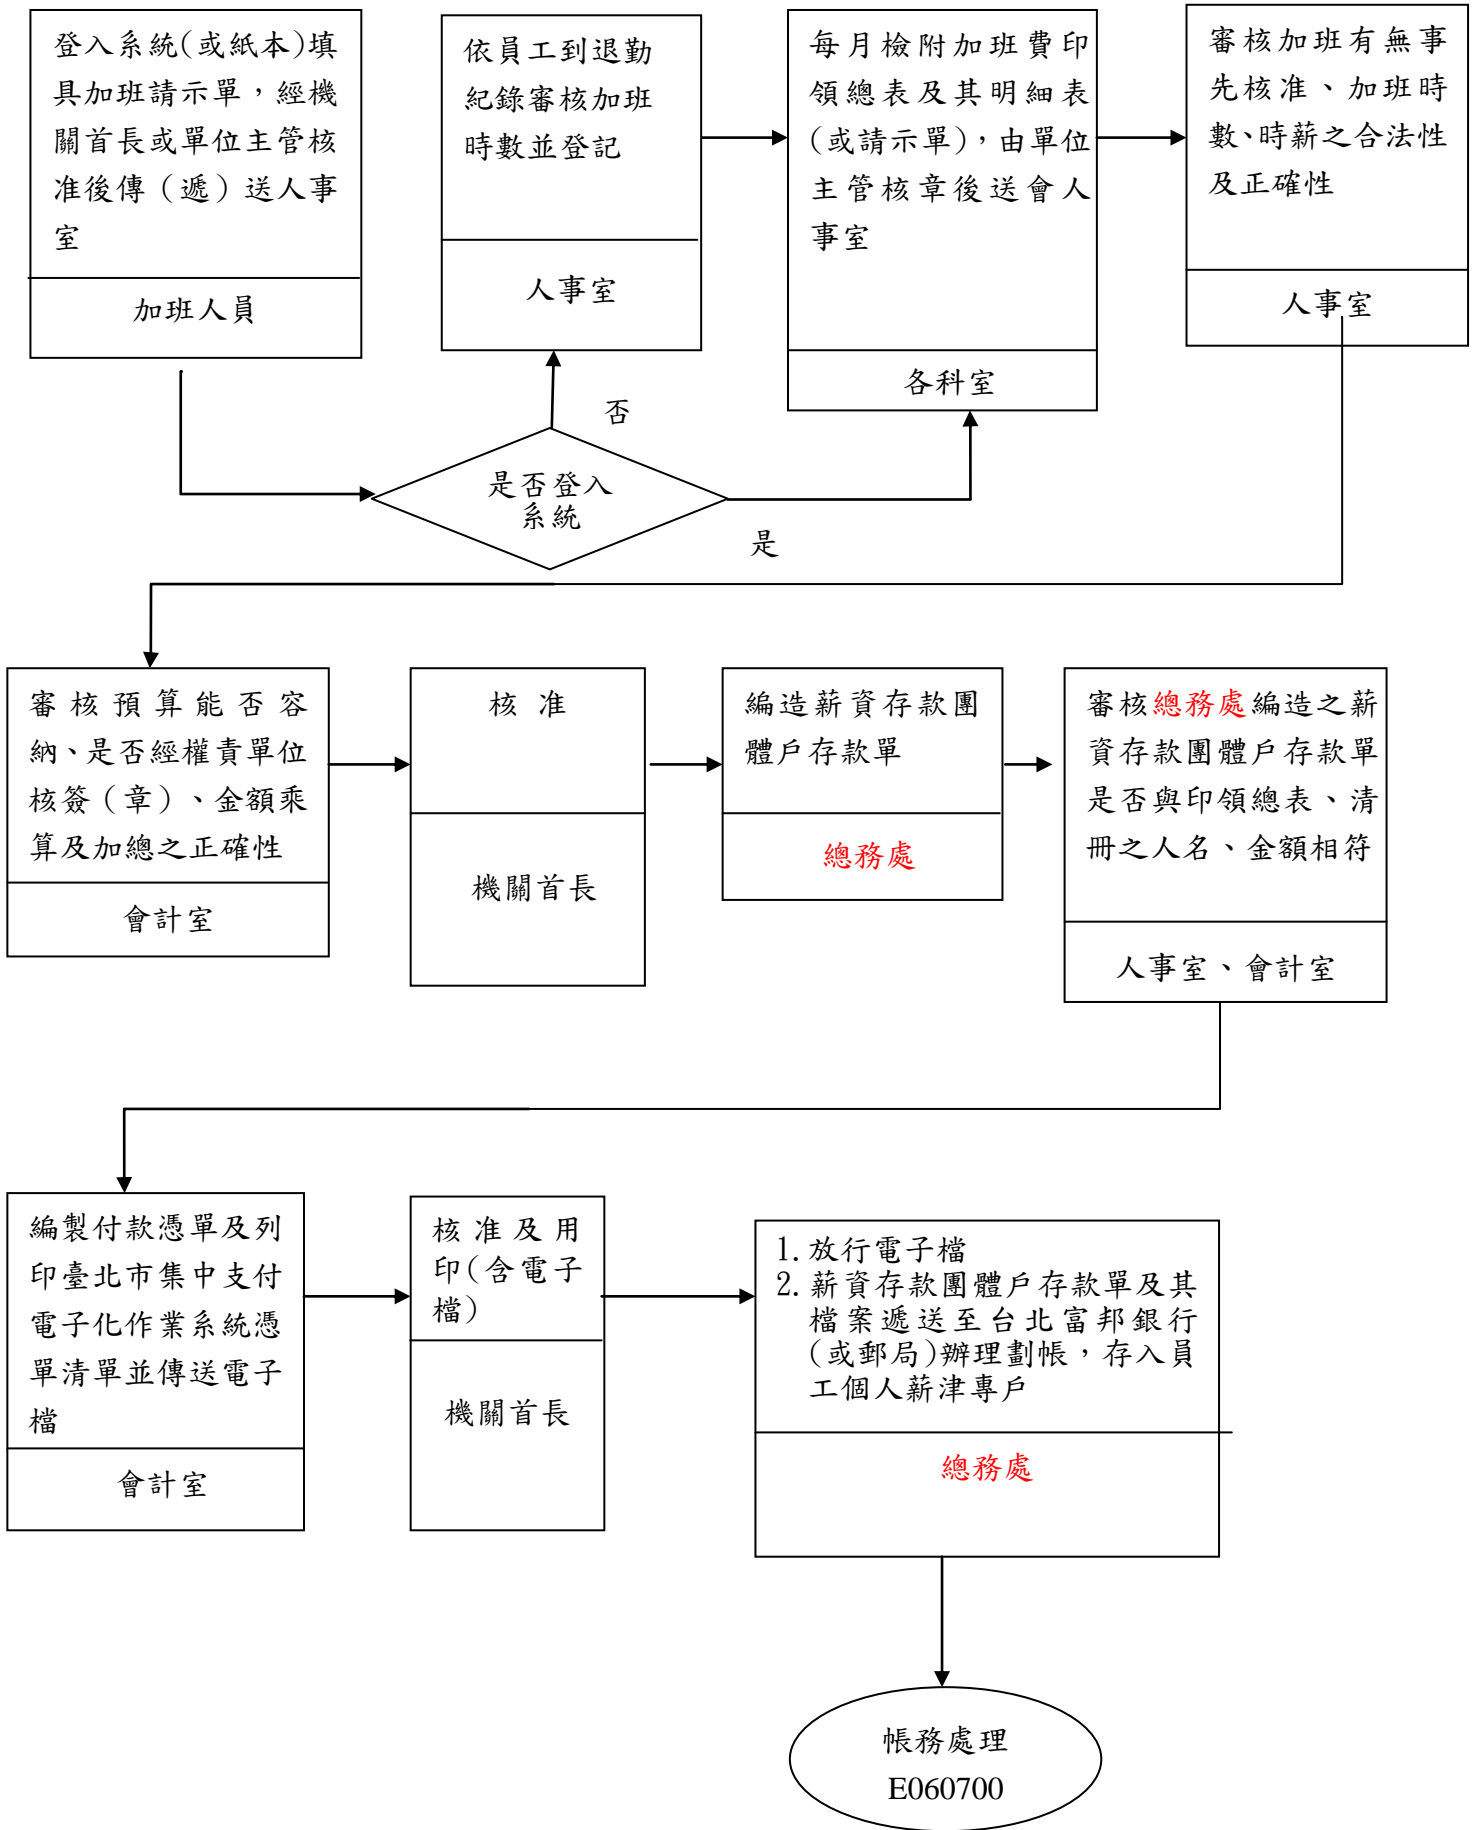 登入系統(或紙本)填
具加班請示單，經機
關首長或單位主管核
准後傳（遞）送人事
室
加班人員
依員工到退勤
紀錄審核加班
時數並登記
人事室
每月檢附加班費印
領總表及其明細表
(或請示單)，由單位
主管核章後送會人
事室
各科室
審核加班有無事
先核准、加班時
數、時薪之合法性
及正確性
人事室
否
是否登入
系統
是
審核預算能否容
納、是否經權責單位
核簽（章）、金額乘
算及加總之正確性
會計室
核准
機關首長
編造薪資存款團
體戶存款單
總務處
審核總務處編造之薪
資存款團體戶存款單
是否與印領總表、清
冊之人名、金額相符
人事室、會計室
編製付款憑單及列
印臺北市集中支付
電子化作業系統憑
單清單並傳送電子
檔
會計室
核准及用
印(含電子
檔)
機關首長
1.放行電子檔
2.薪資存款團體戶存款單及其
檔案遞送至台北富邦銀行
(或郵局)辦理劃帳，存入員
工個人薪津專戶
總務處
帳務處理
E060700